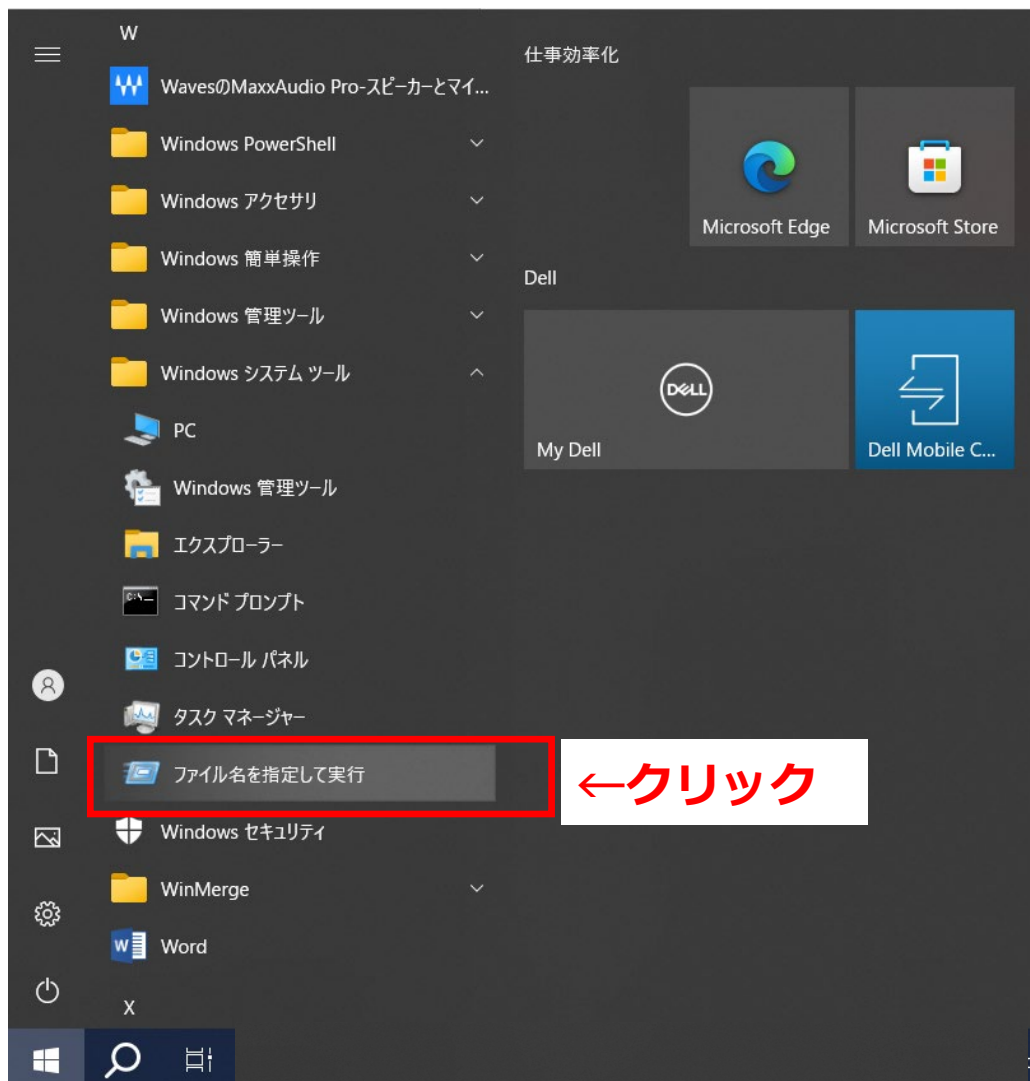 W
WavesのMaxxAudio Pro-スピーカーとマイ...
Windows PowerShell
Windows アクセサリ
Windows 簡単操作
Windows 管理ツール
Windows システム ツール
PC
Windows 管理ツール
エクスプローラー
コマンド プロンプト
コントロール パネル
タスク マネージャー
ファイル名を指定して実行
←クリック
Windows セキュリティ
WinMerge
Word
X
仕事効率化
Microsoft Edge
Microsoft Store
Dell
DELL
My Dell
Dell Mobile C...